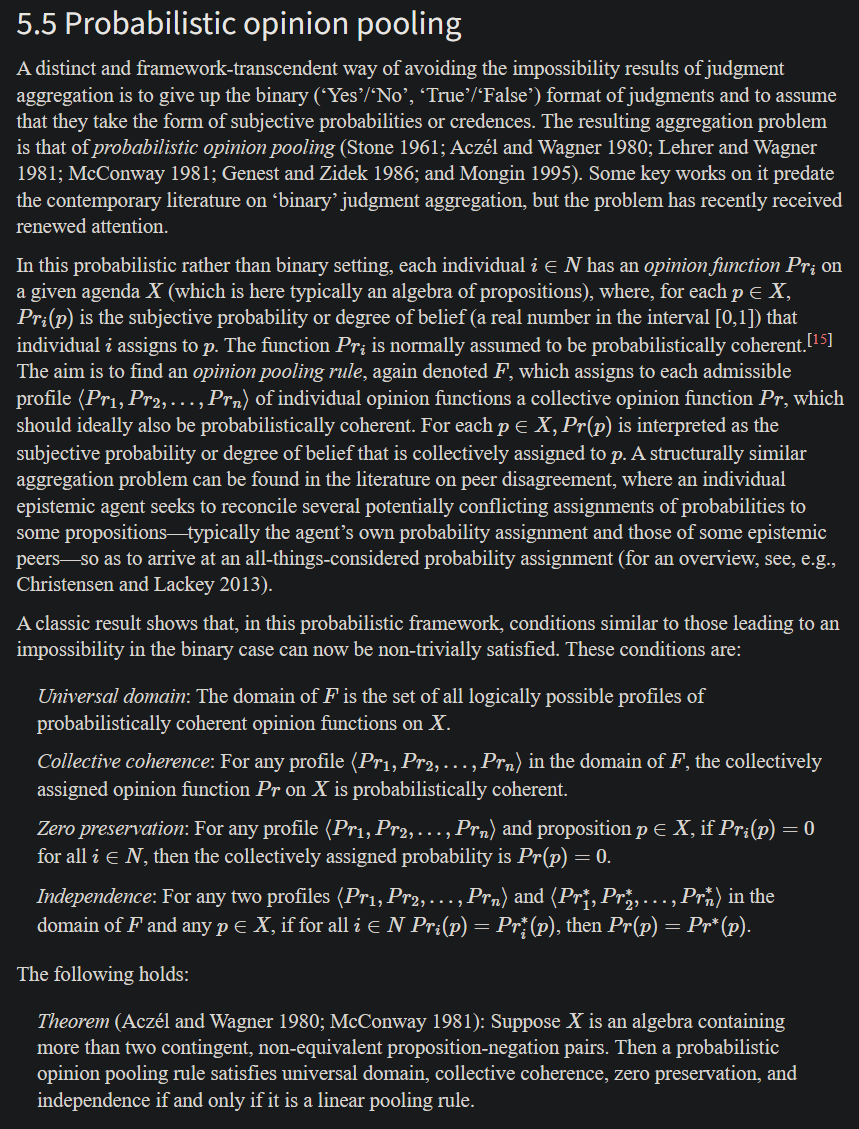 5.5 Probabilistic opinion pooling
A distinct and framework-transcendent way of avoiding the impossibility results of judgment
aggregation is to give up the binary (‘Yes’/‘No’, ‘True’/‘False’) format of judgments and to assume
that they take the form of subjective probabilities or credences. The resulting aggregation problem
is that of probabilistic opinion pooling (Stone 1961; Aczél and Wagner 1980; Lehrer and Wagner
1981; McConway 1981; Genest and Zidek 1986; and Mongin 1995). Some key works on it predate
the contemporary literature on ‘binary’ judgment aggregation, but the problem has recently received
renewed attention.
In this probabilistic rather than binary setting, each individual i ∈ N has an opinion function Pr_i on
a given agenda X (which is here typically an algebra of propositions), where, for each p ∈ X,
Pr_i(p) is the subjective probability or degree of belief (a real number in the interval [0,1]) that
individual i assigns to p. The function Pr_i is normally assumed to be probabilistically coherent.[15]
The aim is to find an opinion pooling rule, again denoted F, which assigns to each admissible
profile ⟨Pr_1, Pr_2, …, Pr_n⟩ of individual opinion functions a collective opinion function Pr, which
should ideally also be probabilistically coherent. For each p ∈ X, Pr(p) is interpreted as the
subjective probability or degree of belief that is collectively assigned to p. A structurally similar
aggregation problem can be found in the literature on peer disagreement, where an individual
epistemic agent seeks to reconcile several potentially conflicting assignments of probabilities to
some propositions—typically the agent’s own probability assignment and those of some epistemic
peers—so as to arrive at an all-things-considered probability assignment (for an overview, see, e.g.,
Christensen and Lackey 2013).
A classic result shows that, in this probabilistic framework, conditions similar to those leading to an
impossibility in the binary case can now be non-trivially satisfied. These conditions are:
Universal domain: The domain of F is the set of all logically possible profiles of
probabilistically coherent opinion functions on X.
Collective coherence: For any profile ⟨Pr_1, Pr_2, …, Pr_n⟩ in the domain of F, the collectively
assigned opinion function Pr on X is probabilistically coherent.
Zero preservation: For any profile ⟨Pr_1, Pr_2, …, Pr_n⟩ and proposition p ∈ X, if Pr_i(p) = 0
for all i ∈ N, then the collectively assigned probability is Pr(p) = 0.
Independence: For any two profiles ⟨Pr_1, Pr_2, …, Pr_n⟩ and ⟨Pr_1^*, Pr_2^*, …, Pr_n^*⟩ in the
domain of F and any p ∈ X, if for all i ∈ N Pr_i(p) = Pr_i^*(p), then Pr(p) = Pr^*(p).
The following holds:
Theorem (Aczél and Wagner 1980; McConway 1981): Suppose X is an algebra containing
more than two contingent, non-equivalent proposition-negation pairs. Then a probabilistic
opinion pooling rule satisfies universal domain, collective coherence, zero preservation, and
independence if and only if it is a linear pooling rule.